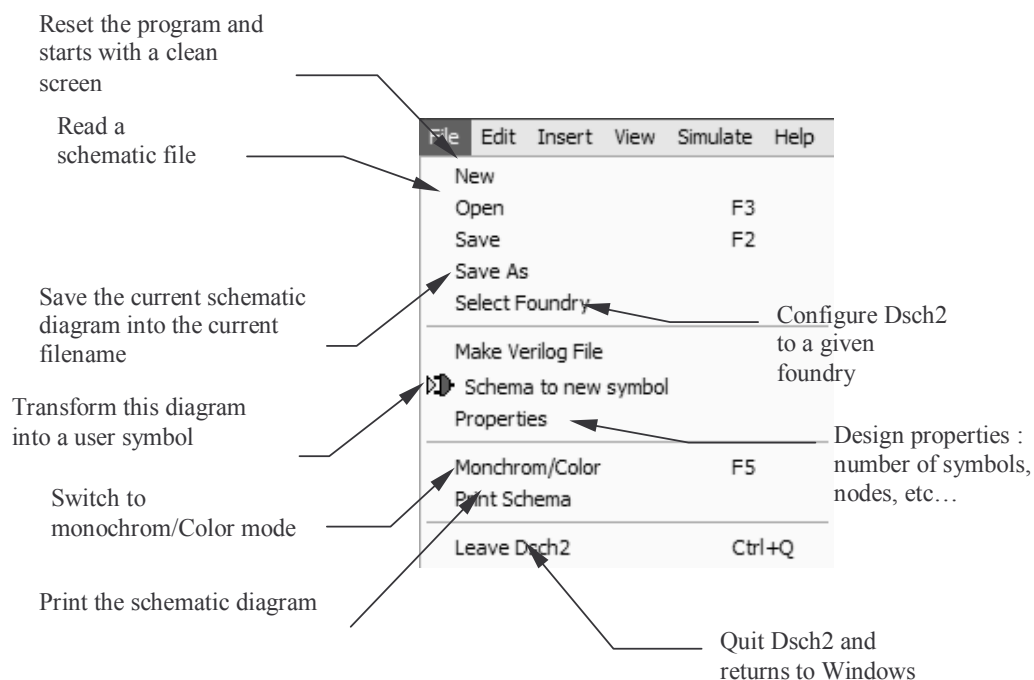 Reset the program and
starts with a clean
screen
Read a
schematic file
File Edit Insert View Simulate Help
New
Open F3
Save F2
Save As
Select Foundry
Make Verilog File
Schema to new symbol
Properties
Monchrom/Color F5
Print Schema
Leave Dsch2 Ctrl+Q
Save the current schematic
diagram into the current
filename
Transform this diagram
into a user symbol
Switch to
monochrom/Color mode
Print the schematic diagram
Configure Dsch2
to a given
foundry
Design properties :
number of symbols,
nodes, etc…
Quit Dsch2 and
returns to Windows